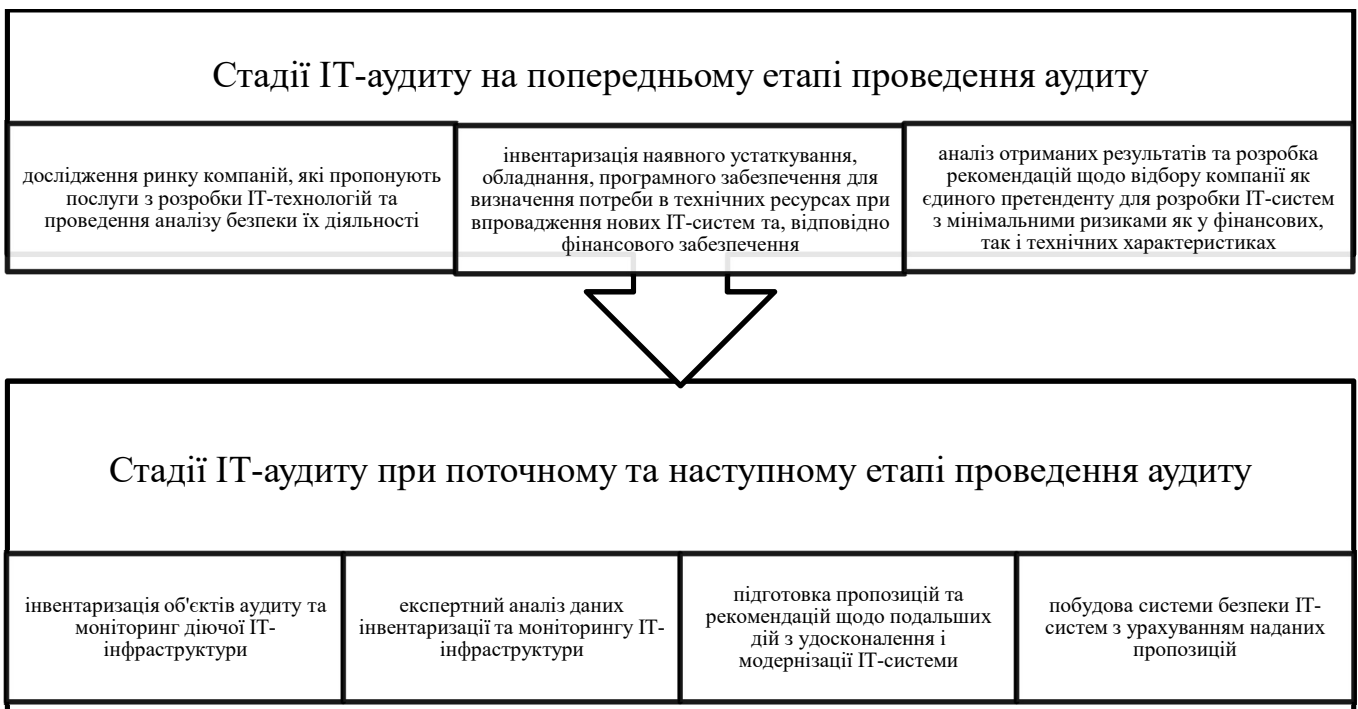 Стадії ІТ-аудиту на попередньому етапі проведення аудиту
дослідження ринку компаній, які пропонують
послуги з розробки ІТ-технологій та
проведення аналізу безпеки їх діяльності
інвентаризація наявного устаткування,
обладнання, програмного забезпечення для
визначення потреби в технічних ресурсах при
впровадження нових ІТ-систем та, відповідно
фінансового забезпечення
аналіз отриманих результатів та розробка
рекомендацій щодо відбору компанії як
єдиного претенденту для розробки ІТ-систем
з мінімальними ризиками як у фінансових,
так і технічних характеристиках
Стадії ІТ-аудиту при поточному та наступному етапі проведення аудиту
інвентаризація об'єктів аудиту та
моніторинг діючої ІТ-
інфраструктури
експертний аналіз даних
інвентаризації та моніторингу ІТ-
інфраструктури
підготовка пропозицій та
рекомендацій щодо подальших
дій з удосконалення і
модернізації ІТ-системи
побудова системи безпеки ІТ-
систем з урахуванням наданих
пропозицій